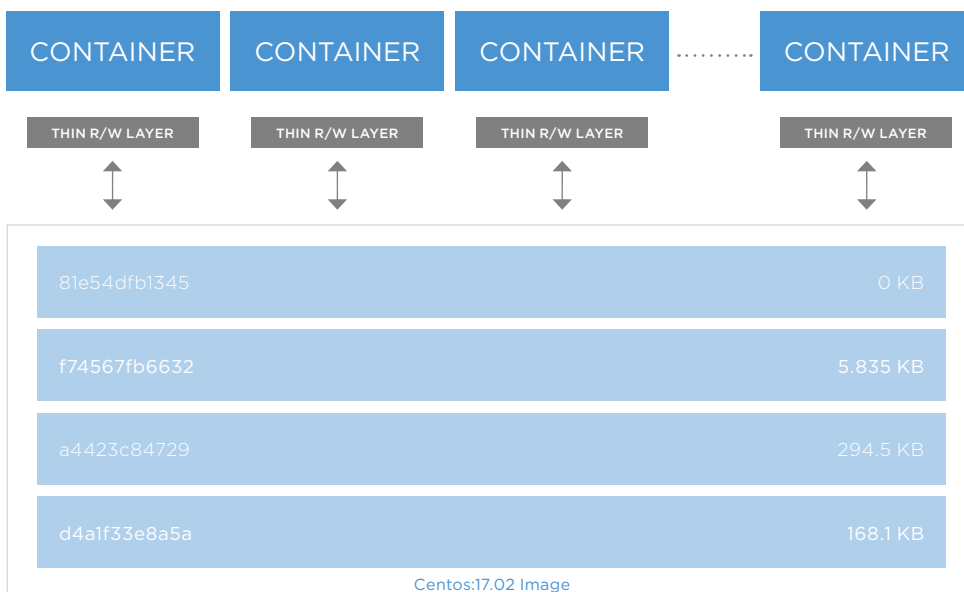 CONTAINER CONTAINER CONTAINER CONTAINER
THIN R/W LAYER THIN R/W LAYER THIN R/W LAYER THIN R/W LAYER
81e54dfb1345 0 KB
f74567fb6632 5.835 KB
a4423c84729 294.5 KB
d4a1f33e8a5a 168.1 KB
Centos:17.02 Image